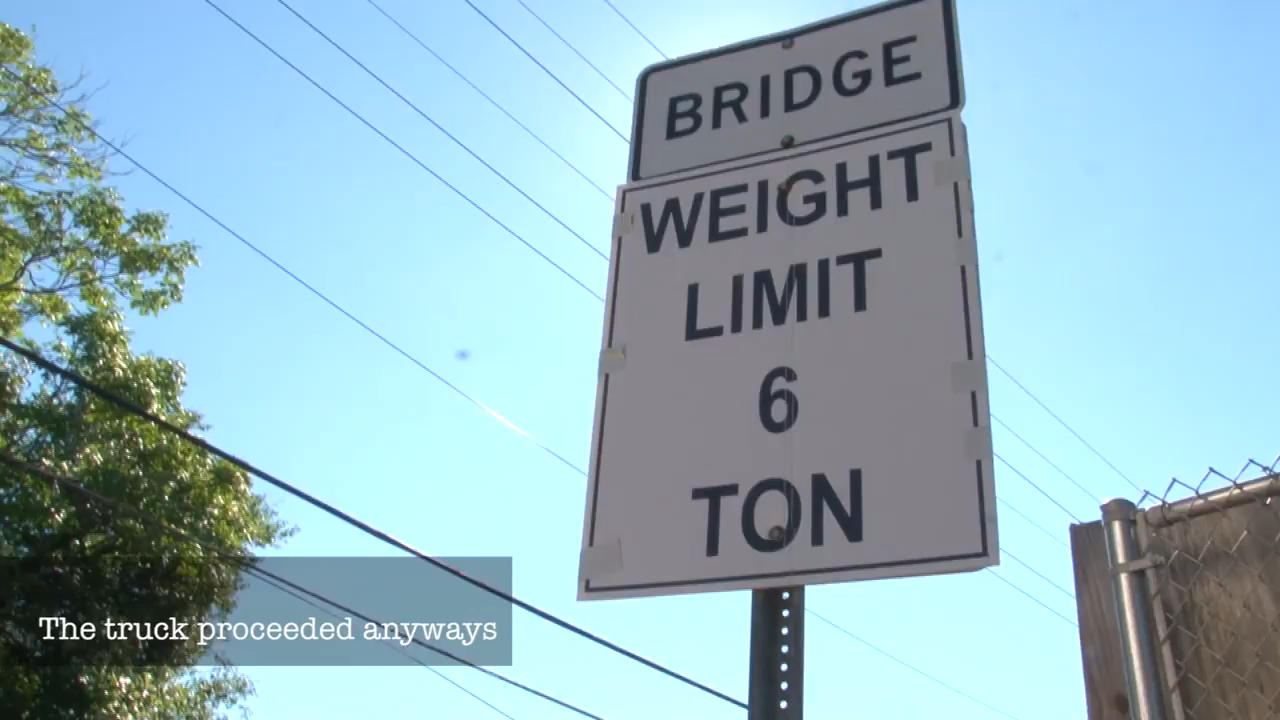 BRIDGE
WEIGHT
LIMIT
6
TON
The truck proceeded anyways